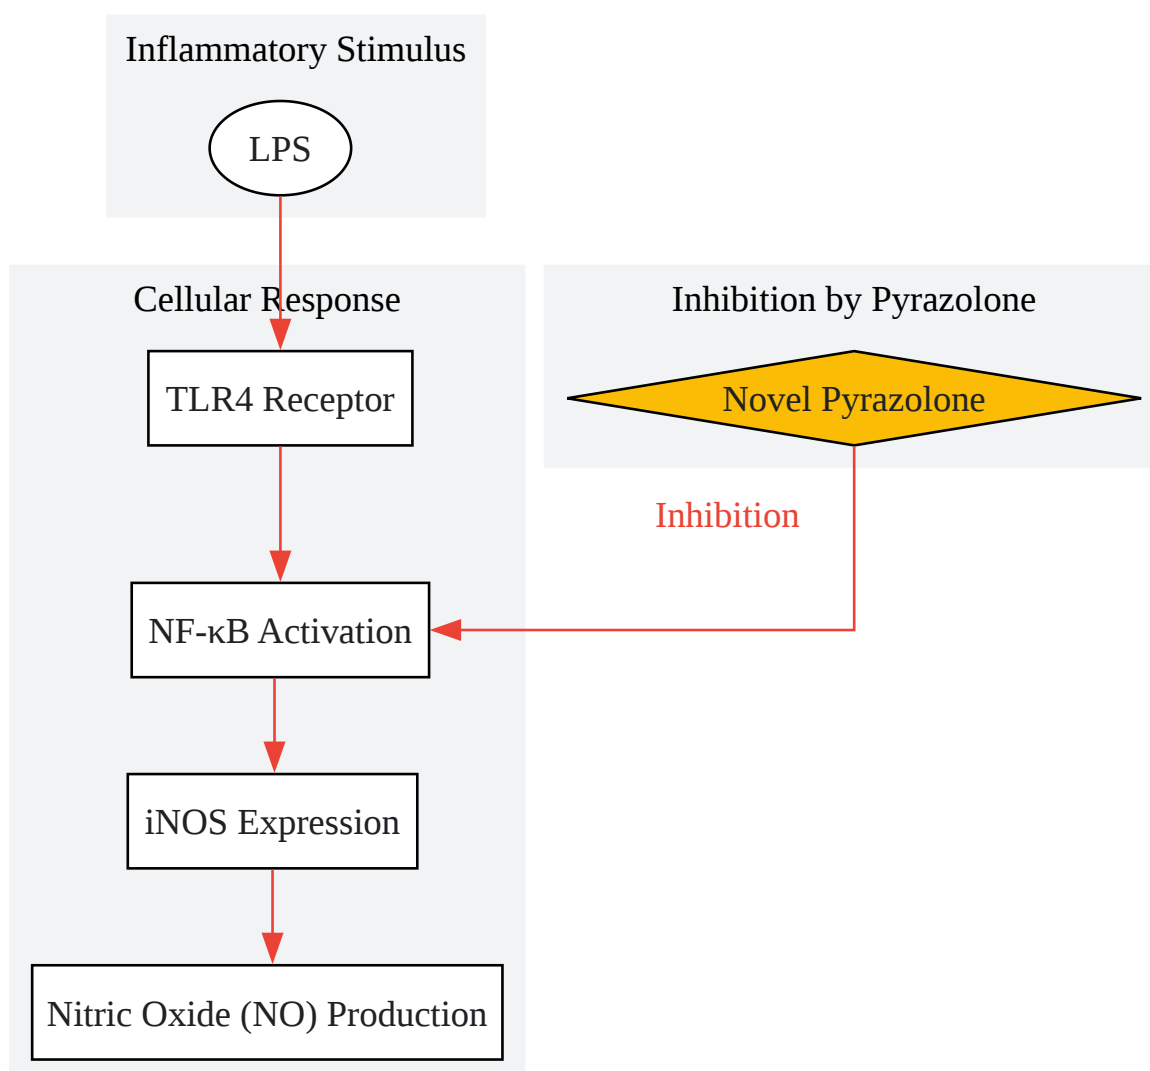 Inflammatory Stimulus
LPS
Cellular Response
TLR4 Receptor
Inhibition by Pyrazolone
Novel Pyrazolone
Inhibition
NF-κB Activation
iNOS Expression
Nitric Oxide (NO) Production